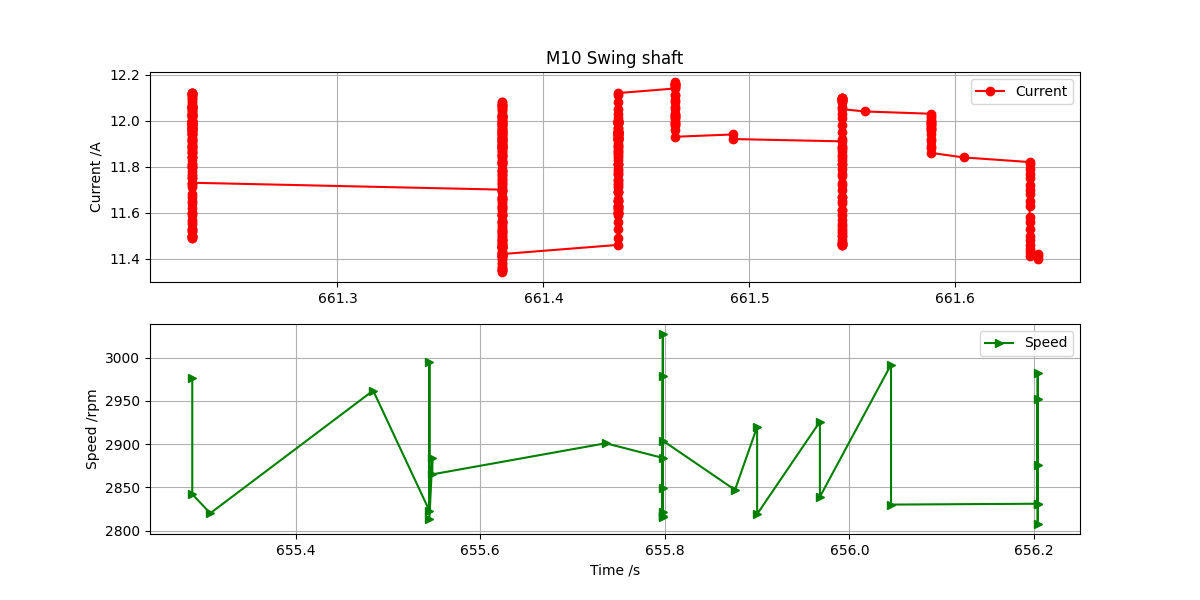 M10 Swing shaft
Current /A
12.2
12.0
11.8
11.6
11.4
Current
661.3 661.4 661.5 661.6
Speed /rpm
3000
2950
2900
2850
2800
Speed
655.4 655.6 655.8 656.0 656.2
Time /s